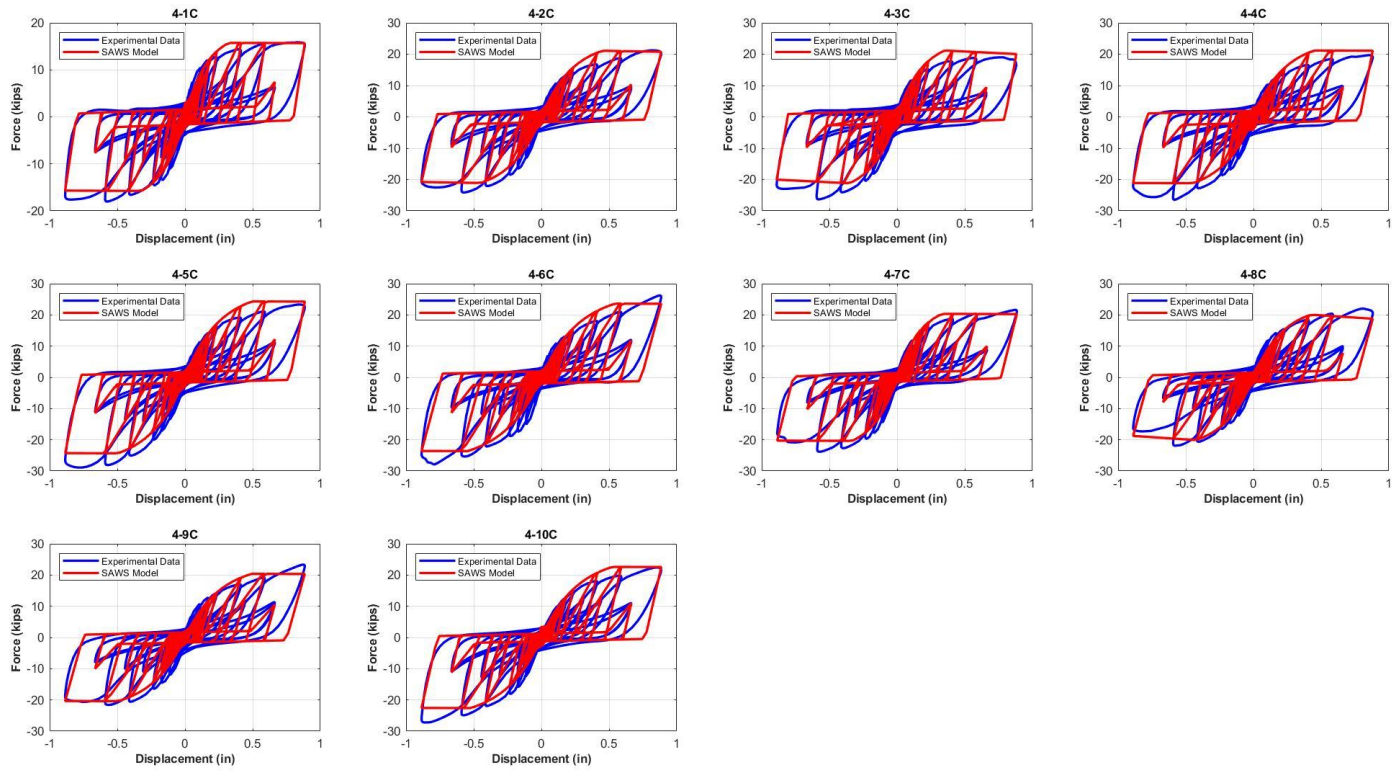 4-1C
20
10
0
-10
-20
Force (kips)
Experimental Data
SAWS Model
-1
-0.5
0
0.5
1
Displacement (in)
4-2C
30
20
10
0
-10
-20
-30
Force (kips)
Experimental Data
SAWS Model
-1
-0.5
0
0.5
1
Displacement (in)
4-3C
30
20
10
0
-10
-20
-30
Force (kips)
Experimental Data
SAWS Model
-1
-0.5
0
0.5
1
Displacement (in)
4-4C
30
20
10
0
-10
-20
-30
Force (kips)
Experimental Data
SAWS Model
-1
-0.5
0
0.5
1
Displacement (in)
4-5C
30
20
10
0
-10
-20
-30
Force (kips)
Experimental Data
SAWS Model
-1
-0.5
0
0.5
1
Displacement (in)
4-6C
30
20
10
0
-10
-20
-30
Force (kips)
Experimental Data
SAWS Model
-1
-0.5
0
0.5
1
Displacement (in)
4-7C
30
20
10
0
-10
-20
-30
Force (kips)
Experimental Data
SAWS Model
-1
-0.5
0
0.5
1
Displacement (in)
4-8C
30
20
10
0
-10
-20
-30
Force (kips)
Experimental Data
SAWS Model
-1
-0.5
0
0.5
1
Displacement (in)
4-9C
30
20
10
0
-10
-20
-30
Force (kips)
Experimental Data
SAWS Model
-1
-0.5
0
0.5
1
Displacement (in)
4-10C
30
20
10
0
-10
-20
-30
Force (kips)
Experimental Data
SAWS Model
-1
-0.5
0
0.5
1
Displacement (in)